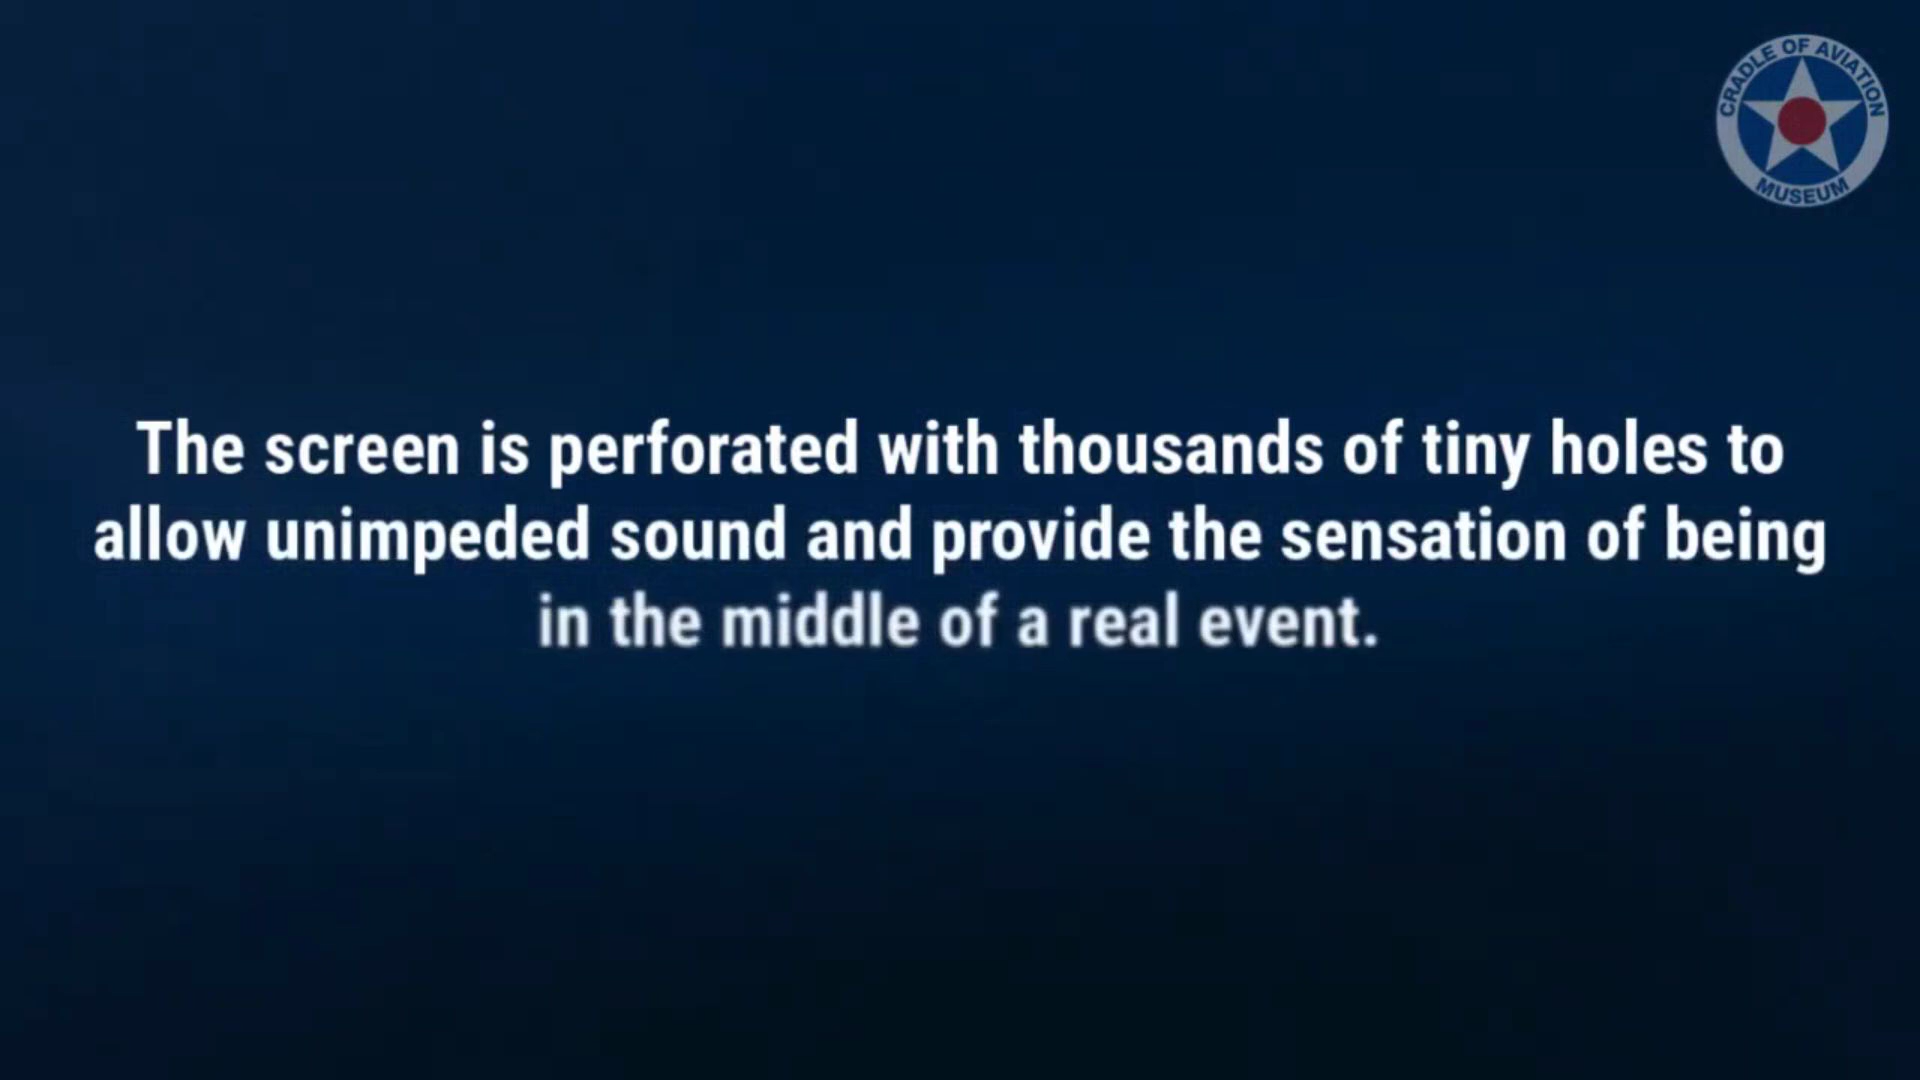 CRADLE OF AVIATION
MUSEUM
The screen is perforated with thousands of tiny holes to
allow unimpeded sound and provide the sensation of being
in the middle of a real event.